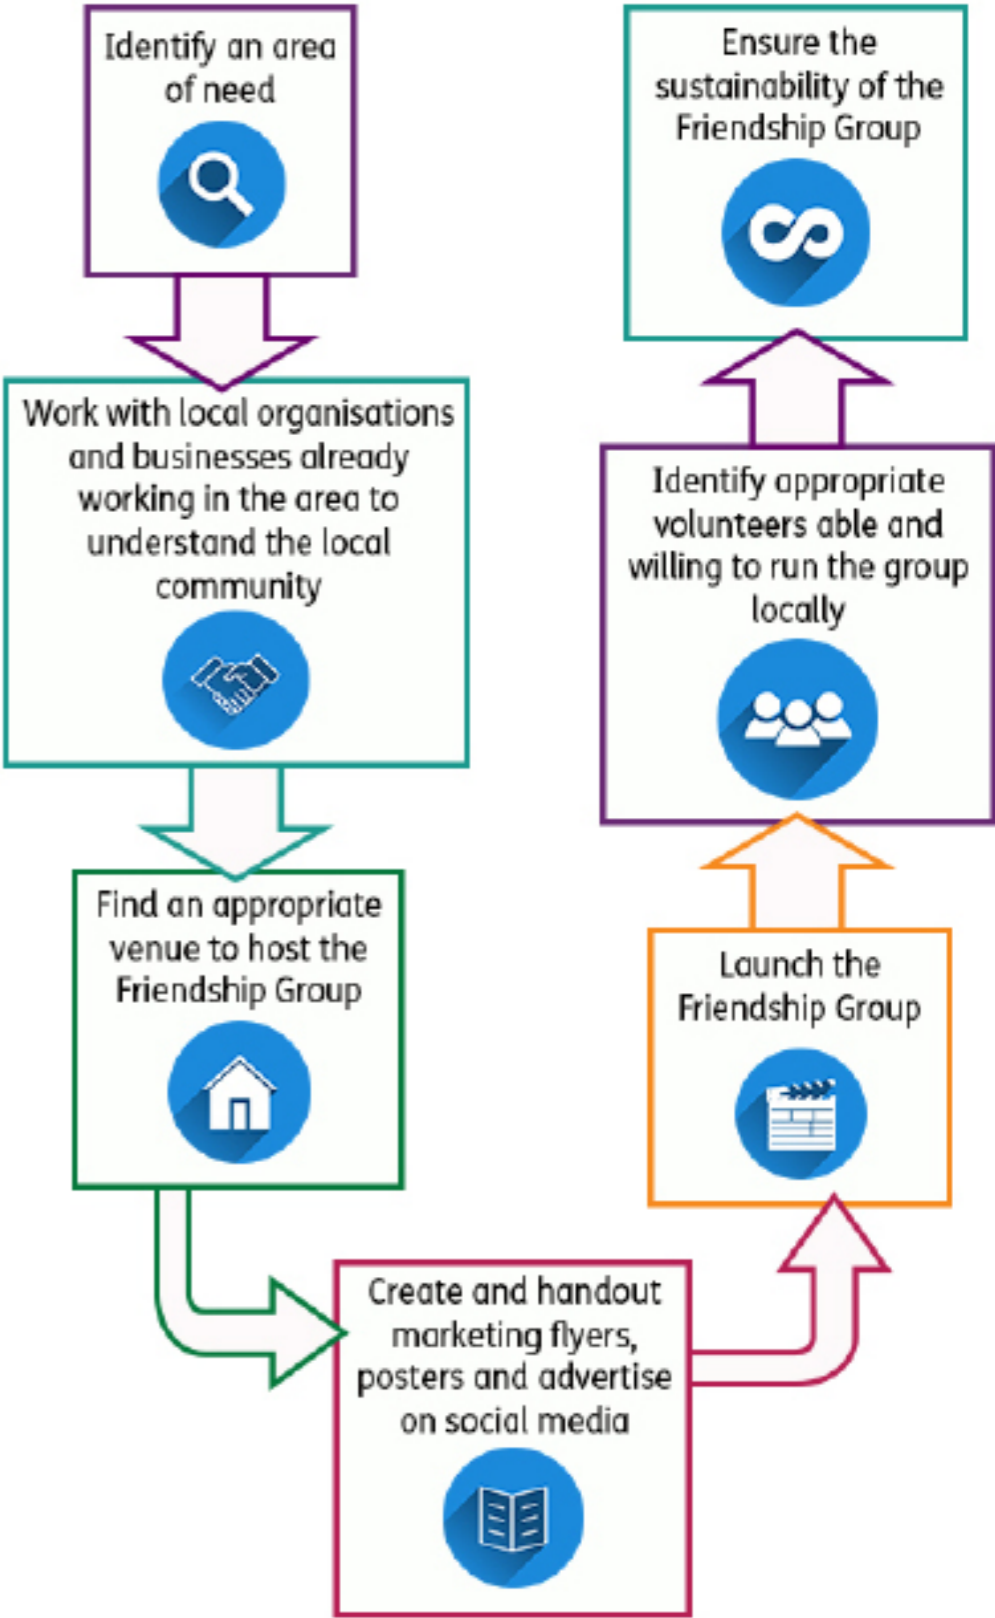 Identify an area
of need
Work with local organisations
and businesses already
working in the area to
understand the local
community
Find an appropriate
venue to host the
Friendship Group
Create and handout
marketing flyers,
posters and advertise
on social media
Launch the
Friendship Group
Identify appropriate
volunteers able and
willing to run the group
locally
Ensure the
sustainability of the
Friendship Group